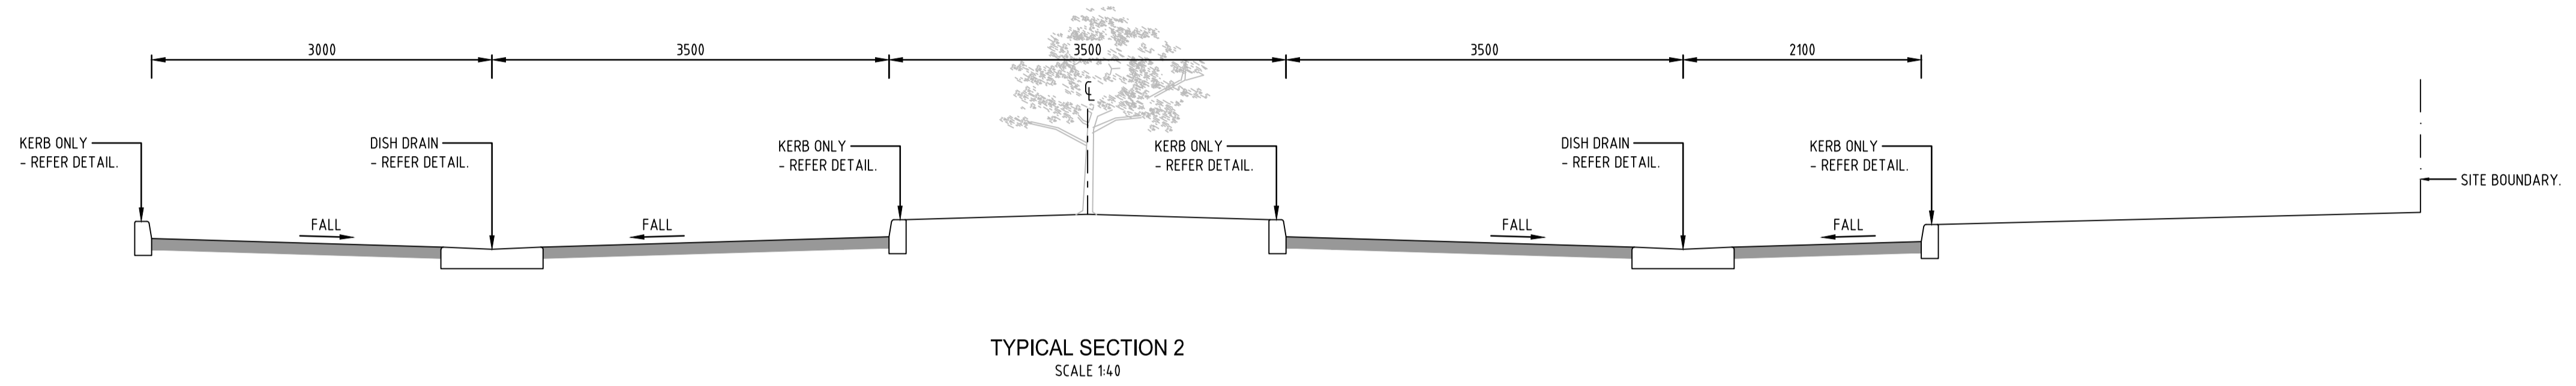 3000
3500
3500
3500
2100
℄
KERB ONLY
- REFER DETAIL.
DISH DRAIN
- REFER DETAIL.
KERB ONLY
- REFER DETAIL.
KERB ONLY
- REFER DETAIL.
DISH DRAIN
- REFER DETAIL.
KERB ONLY
- REFER DETAIL.
SITE BOUNDARY.
FALL
FALL
FALL
FALL
TYPICAL SECTION 2
SCALE 1:40